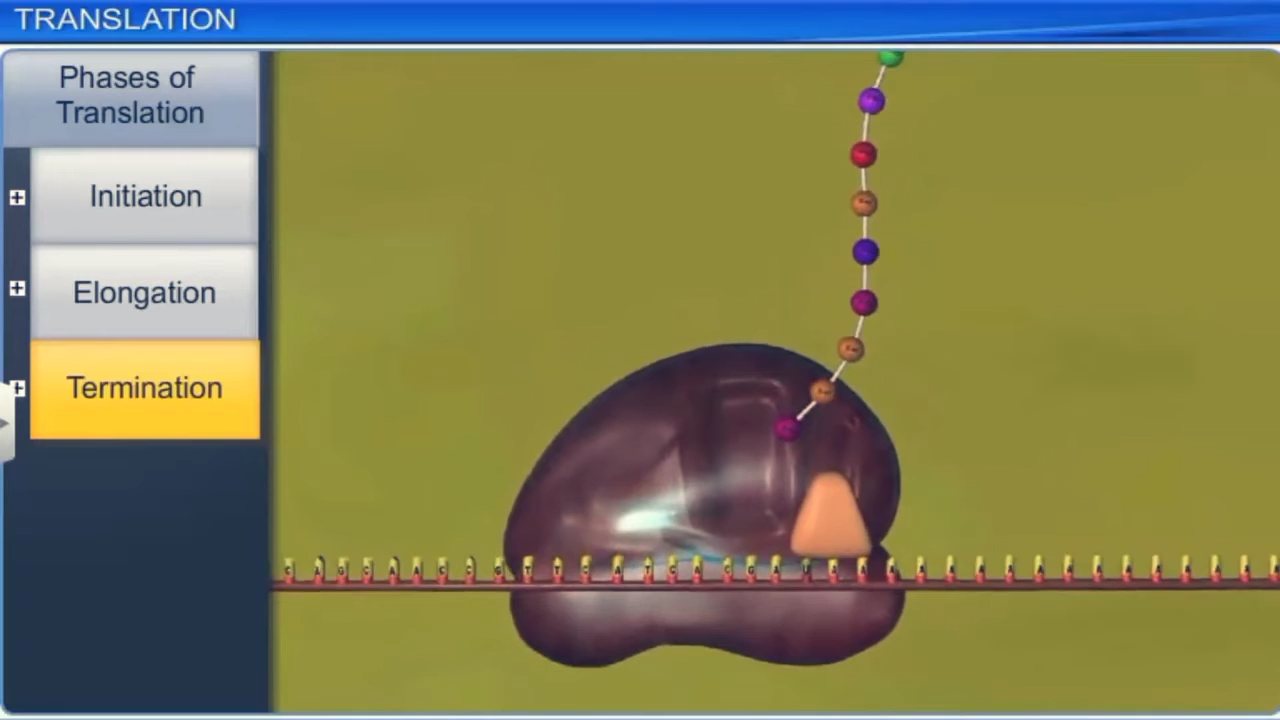 TRANSLATION
Phases of
Translation
Initiation
Elongation
Termination
C A G C A A C C G T T C A T C A C G A U A A A A A A A A A A A A A A A A